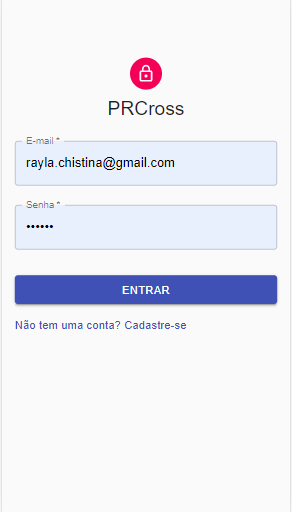 PRCross
E-mail *
rayla.chistina@gmail.com
Senha *
••••••
ENTRAR
Não tem uma conta? Cadastre-se